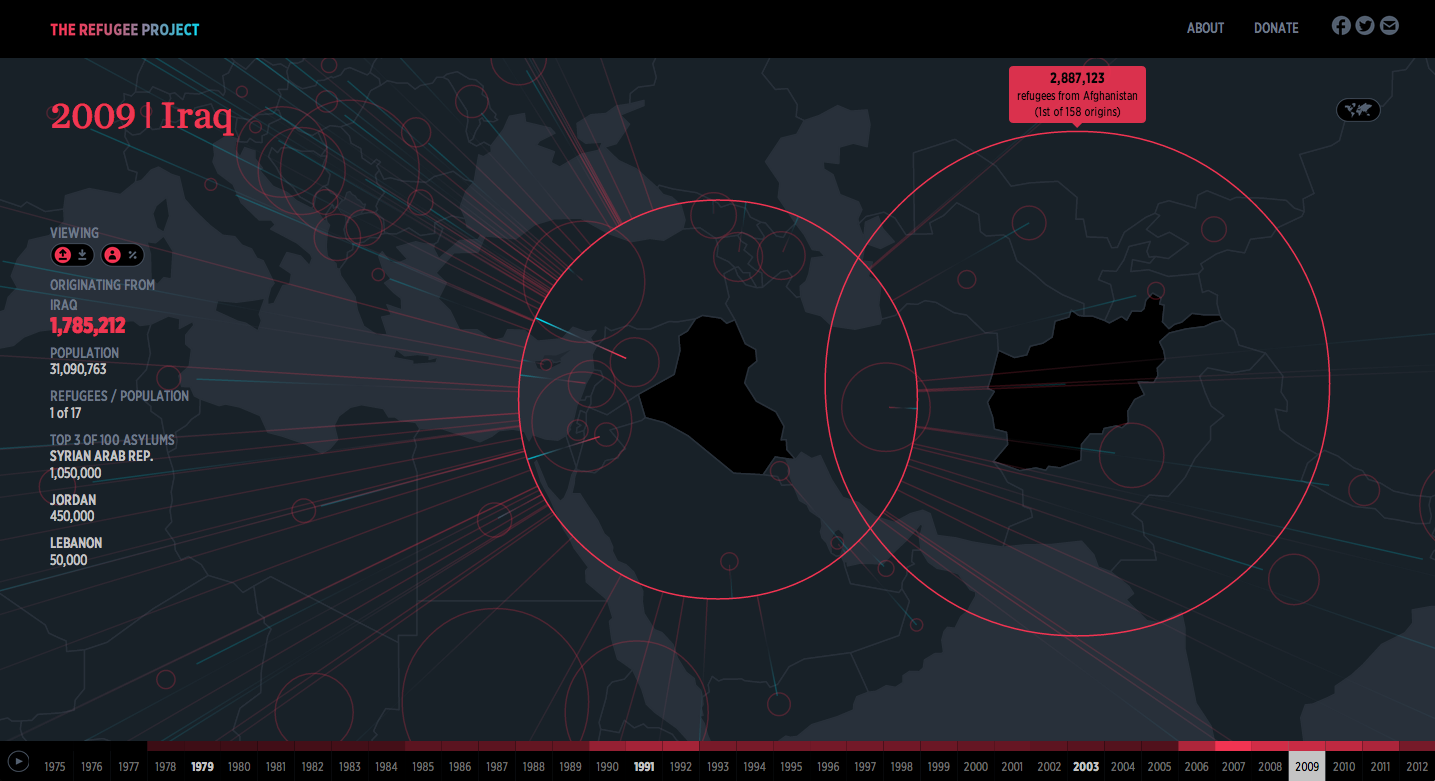 THE REFUGEE PROJECT
ABOUT DONATE
2,887,123
refugees from Afghanistan
(1st of 158 origins)
2009 | Iraq
VIEWING
%
ORIGINATING FROM
IRAQ
1,785,212
POPULATION
31,090,763
REFUGEES / POPULATION
1 of 17
TOP 3 OF 100 ASYLUMS
SYRIAN ARAB REP.
1,050,000
JORDAN
450,000
LEBANON
50,000
1975 1976 1977 1978 1979 1980 1981 1982 1983 1984 1985 1986 1987 1988 1989 1990 1991 1992 1993 1994 1995 1996 1997 1998 1999 2000 2001 2002 2003 2004 2005 2006 2007 2008 2009 2010 2011 2012